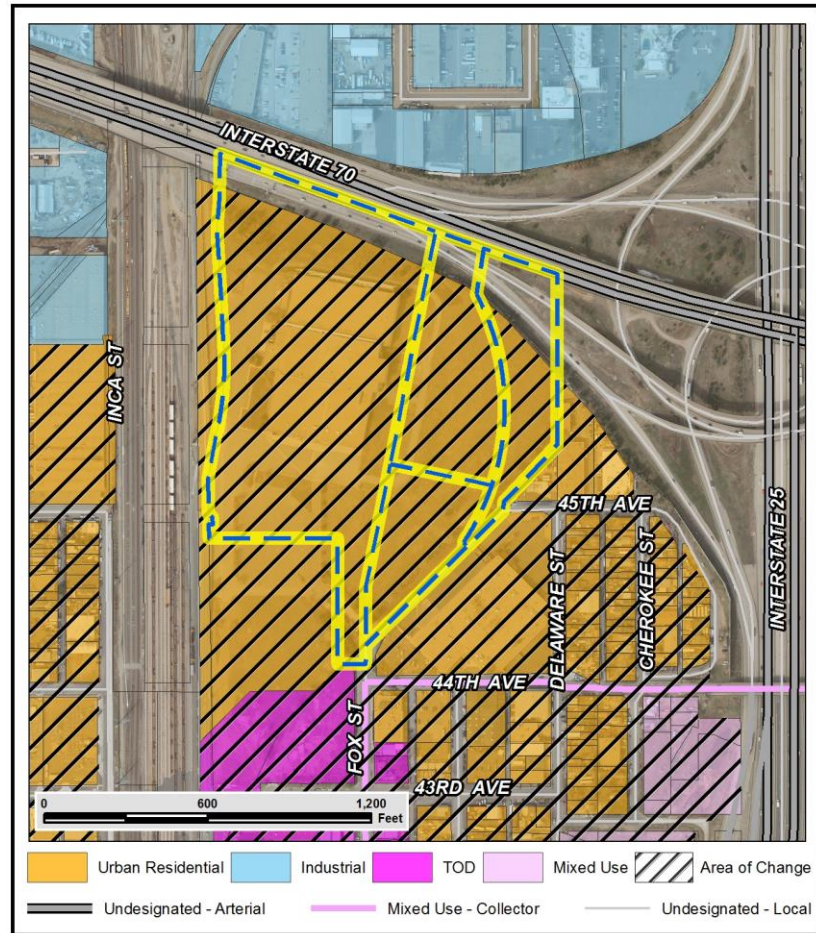 INTERSTATE 70
INCA ST
45TH AVE
INTERSTATE 25
DELAWARE ST
CHEROKEE ST
44TH AVE
FOX ST
43RD AVE
0 600 1,200
Feet
Urban Residential Industrial TOD Mixed Use Area of Change
Undesignated - Arterial Mixed Use - Collector Undesignated - Local